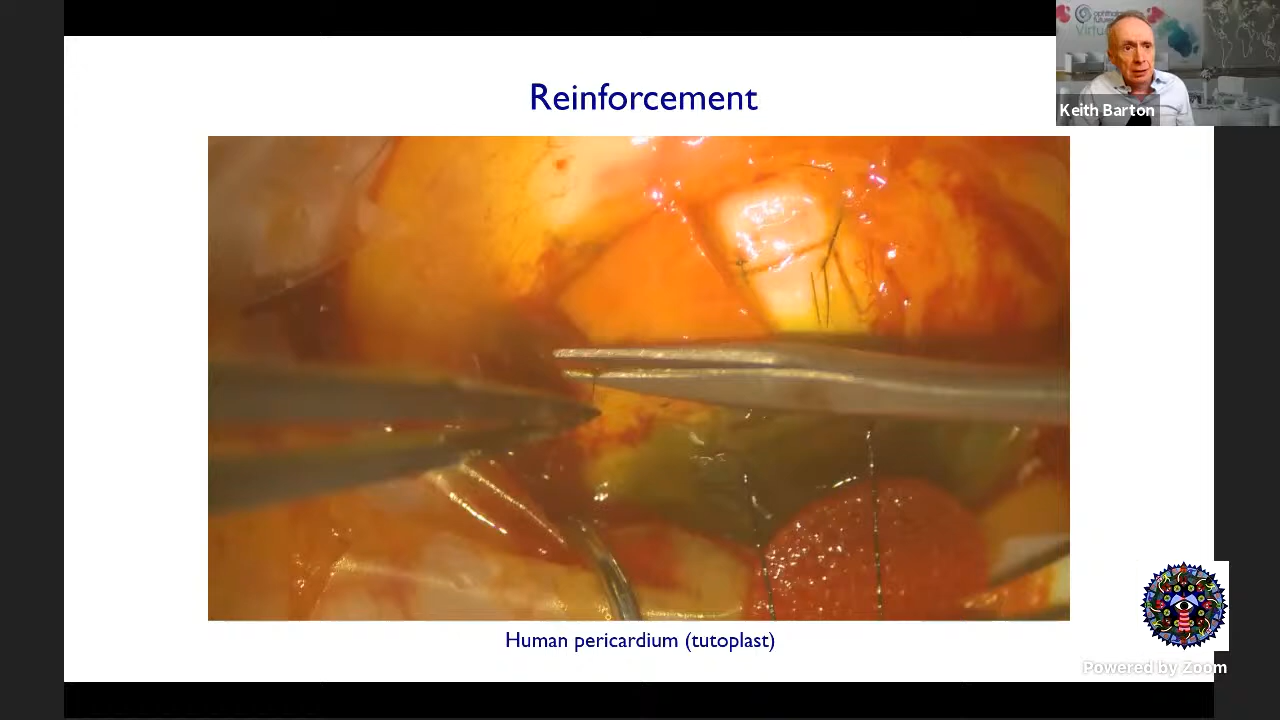 Reinforcement
Keith Barton
Human pericardium (tutoplast)
Powered by Zoom